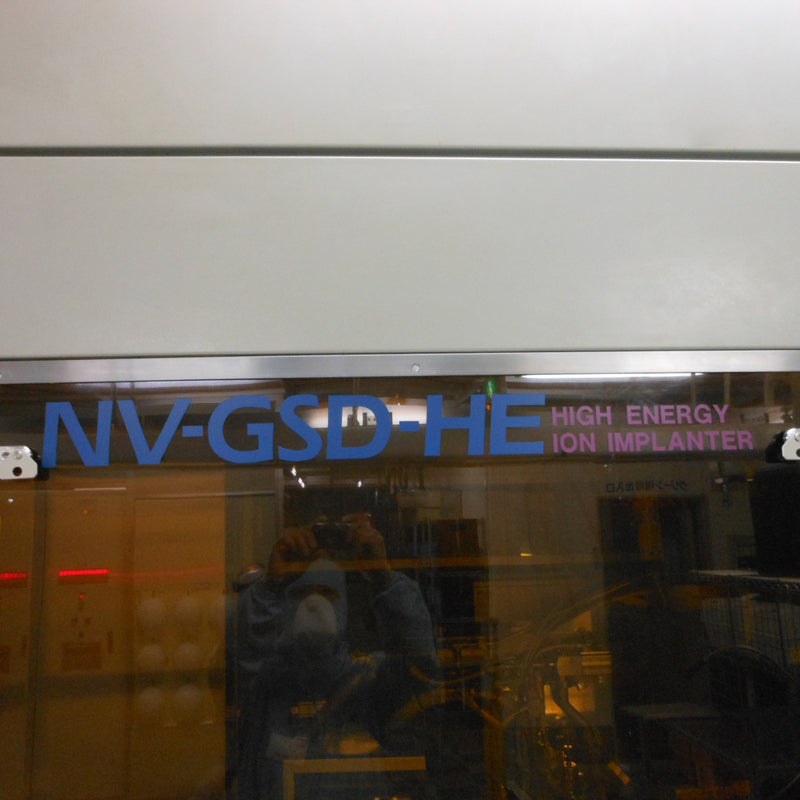 NV-GSD-HE
HIGH ENERGY
ION IMPLANTER